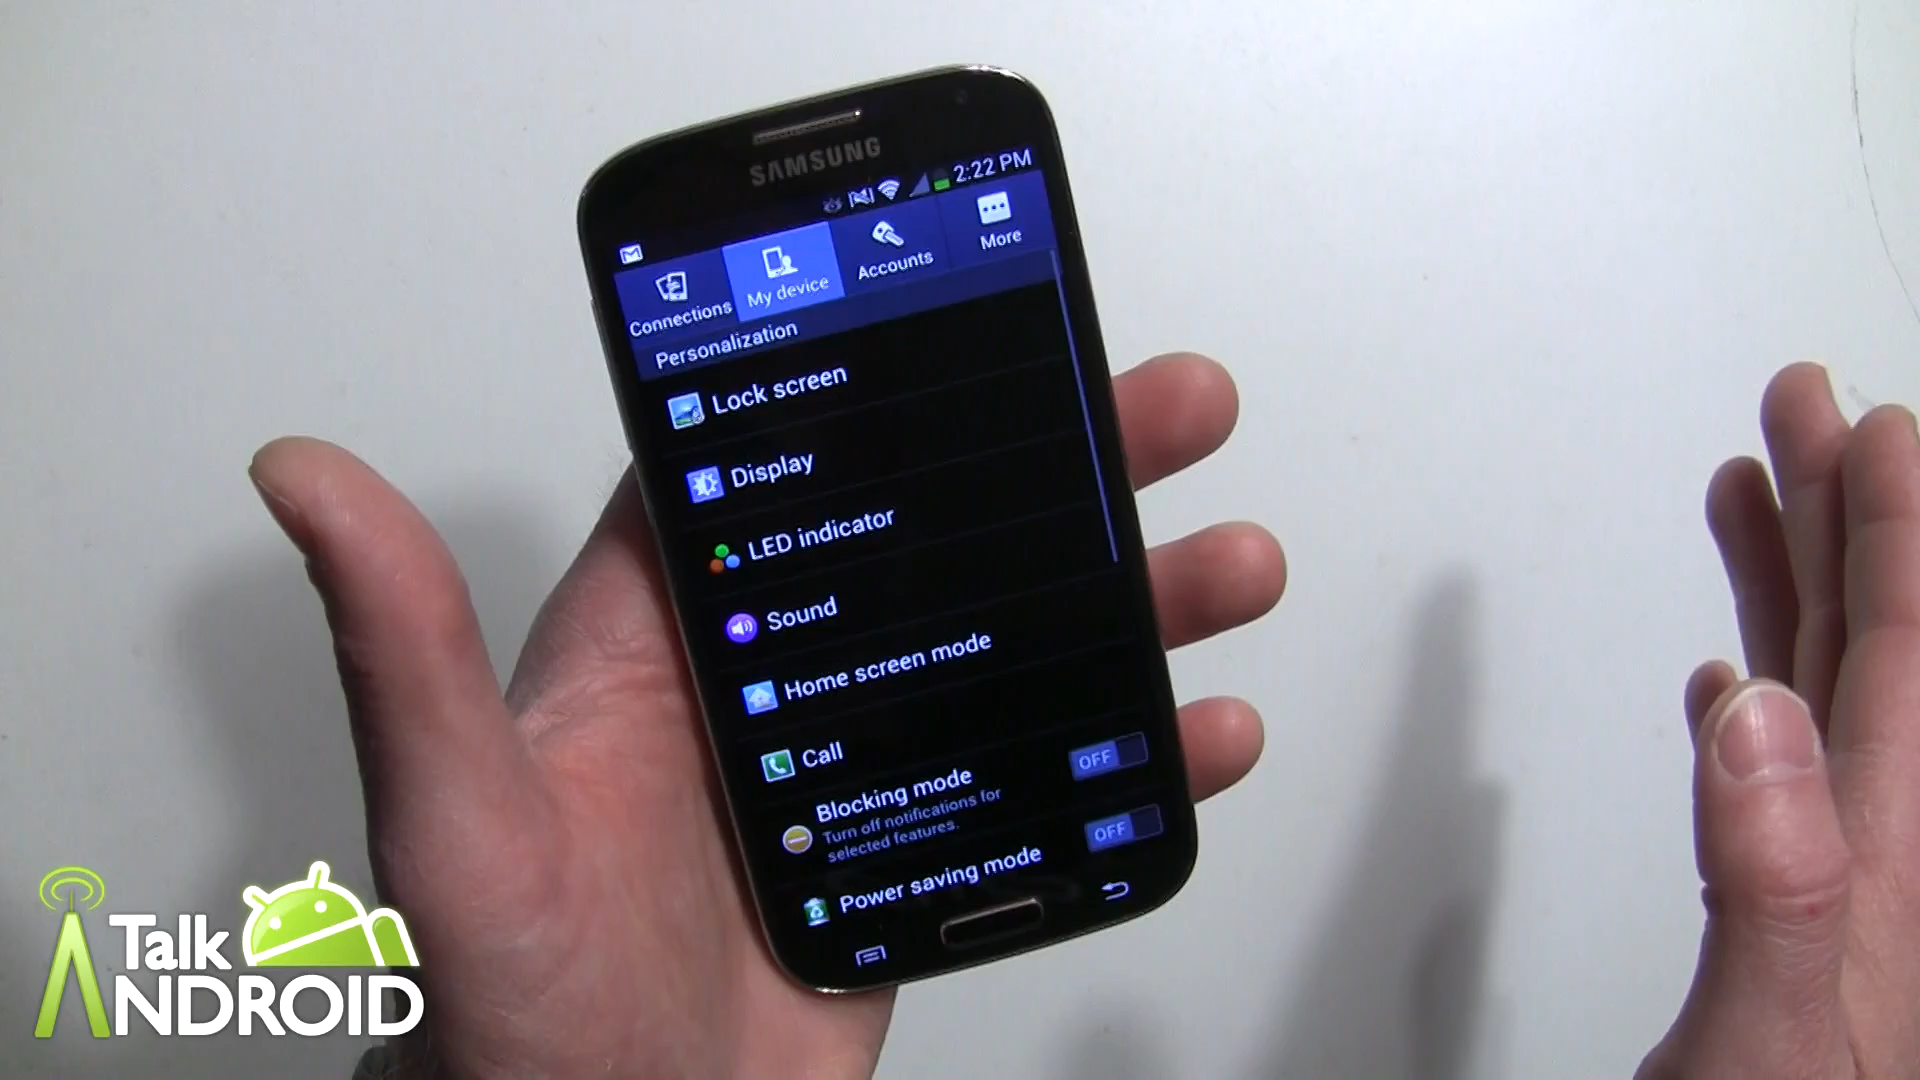 SAMSUNG
2:22 PM
Connections
My device
Accounts
More
Personalization
Lock screen
Display
LED indicator
Sound
Home screen mode
Call
Blocking mode
OFF
Turn off notifications for
selected features.
Power saving mode
OFF
Talk
ANDROID